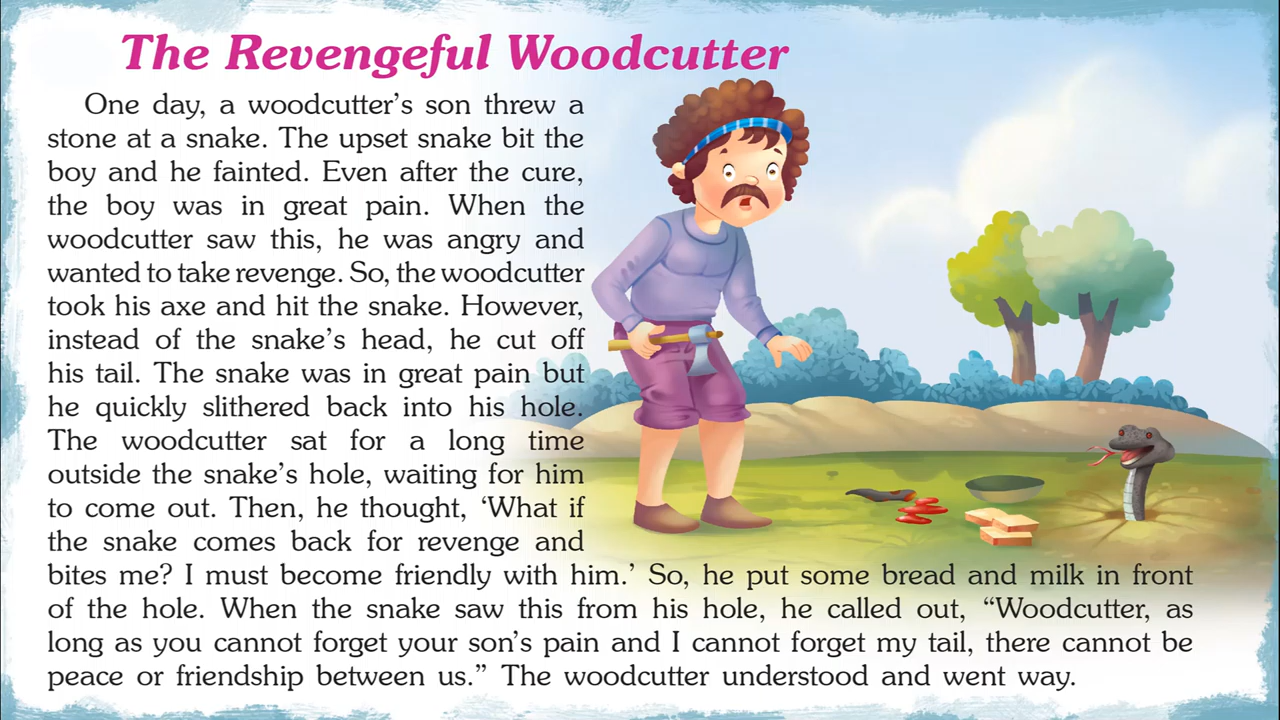 The Revengeful Woodcutter
One day, a woodcutter’s son threw a
stone at a snake. The upset snake bit the
boy and he fainted. Even after the cure,
the boy was in great pain. When the
woodcutter saw this, he was angry and
wanted to take revenge. So, the woodcutter
took his axe and hit the snake. However,
instead of the snake’s head, he cut off
his tail. The snake was in great pain but
he quickly slithered back into his hole.
The woodcutter sat for a long time
outside the snake’s hole, waiting for him
to come out. Then, he thought, ‘What if
the snake comes back for revenge and
bites me? I must become friendly with him.’ So, he put some bread and milk in front
of the hole. When the snake saw this from his hole, he called out, “Woodcutter, as
long as you cannot forget your son’s pain and I cannot forget my tail, there cannot be
peace or friendship between us.” The woodcutter understood and went way.